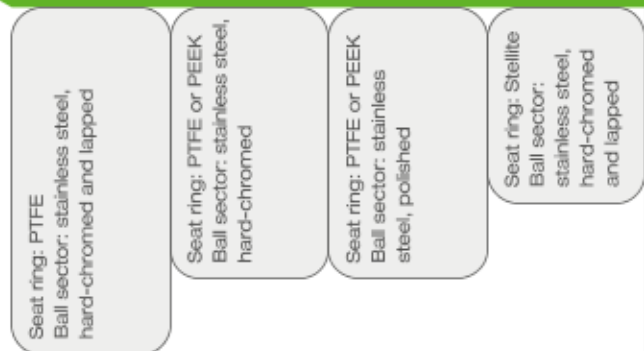 Seat ring: PTFE
Ball sector: stainless steel,
hard-chromed and lapped
Seat ring: PTFE or PEEK
Ball sector: stainless steel,
hard-chromed
Seat ring: PTFE or PEEK
Ball sector: stainless
steel, polished
Seat ring: Stellite
Ball sector:
stainless steel,
hard-chromed
and lapped